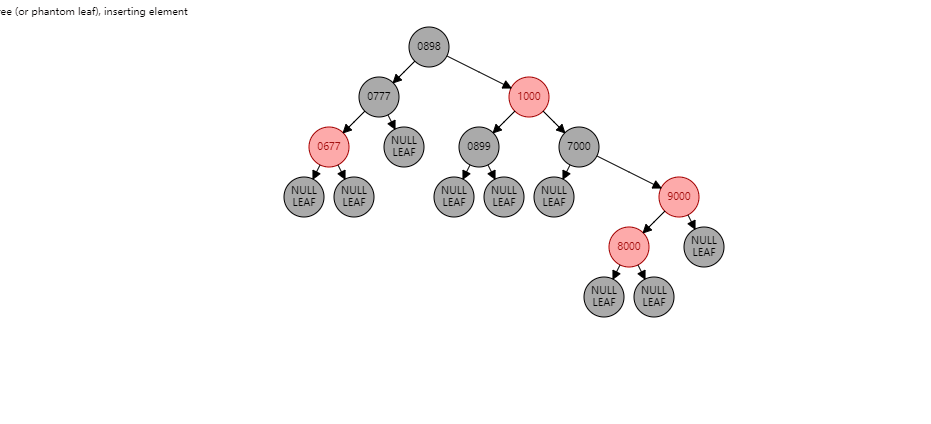 ee (or phantom leaf), inserting element
0898
0777
1000
0677
NULL
LEAF
0899
7000
NULL
LEAF
NULL
LEAF
NULL
LEAF
NULL
LEAF
NULL
LEAF
9000
8000
NULL
LEAF
NULL
LEAF
NULL
LEAF